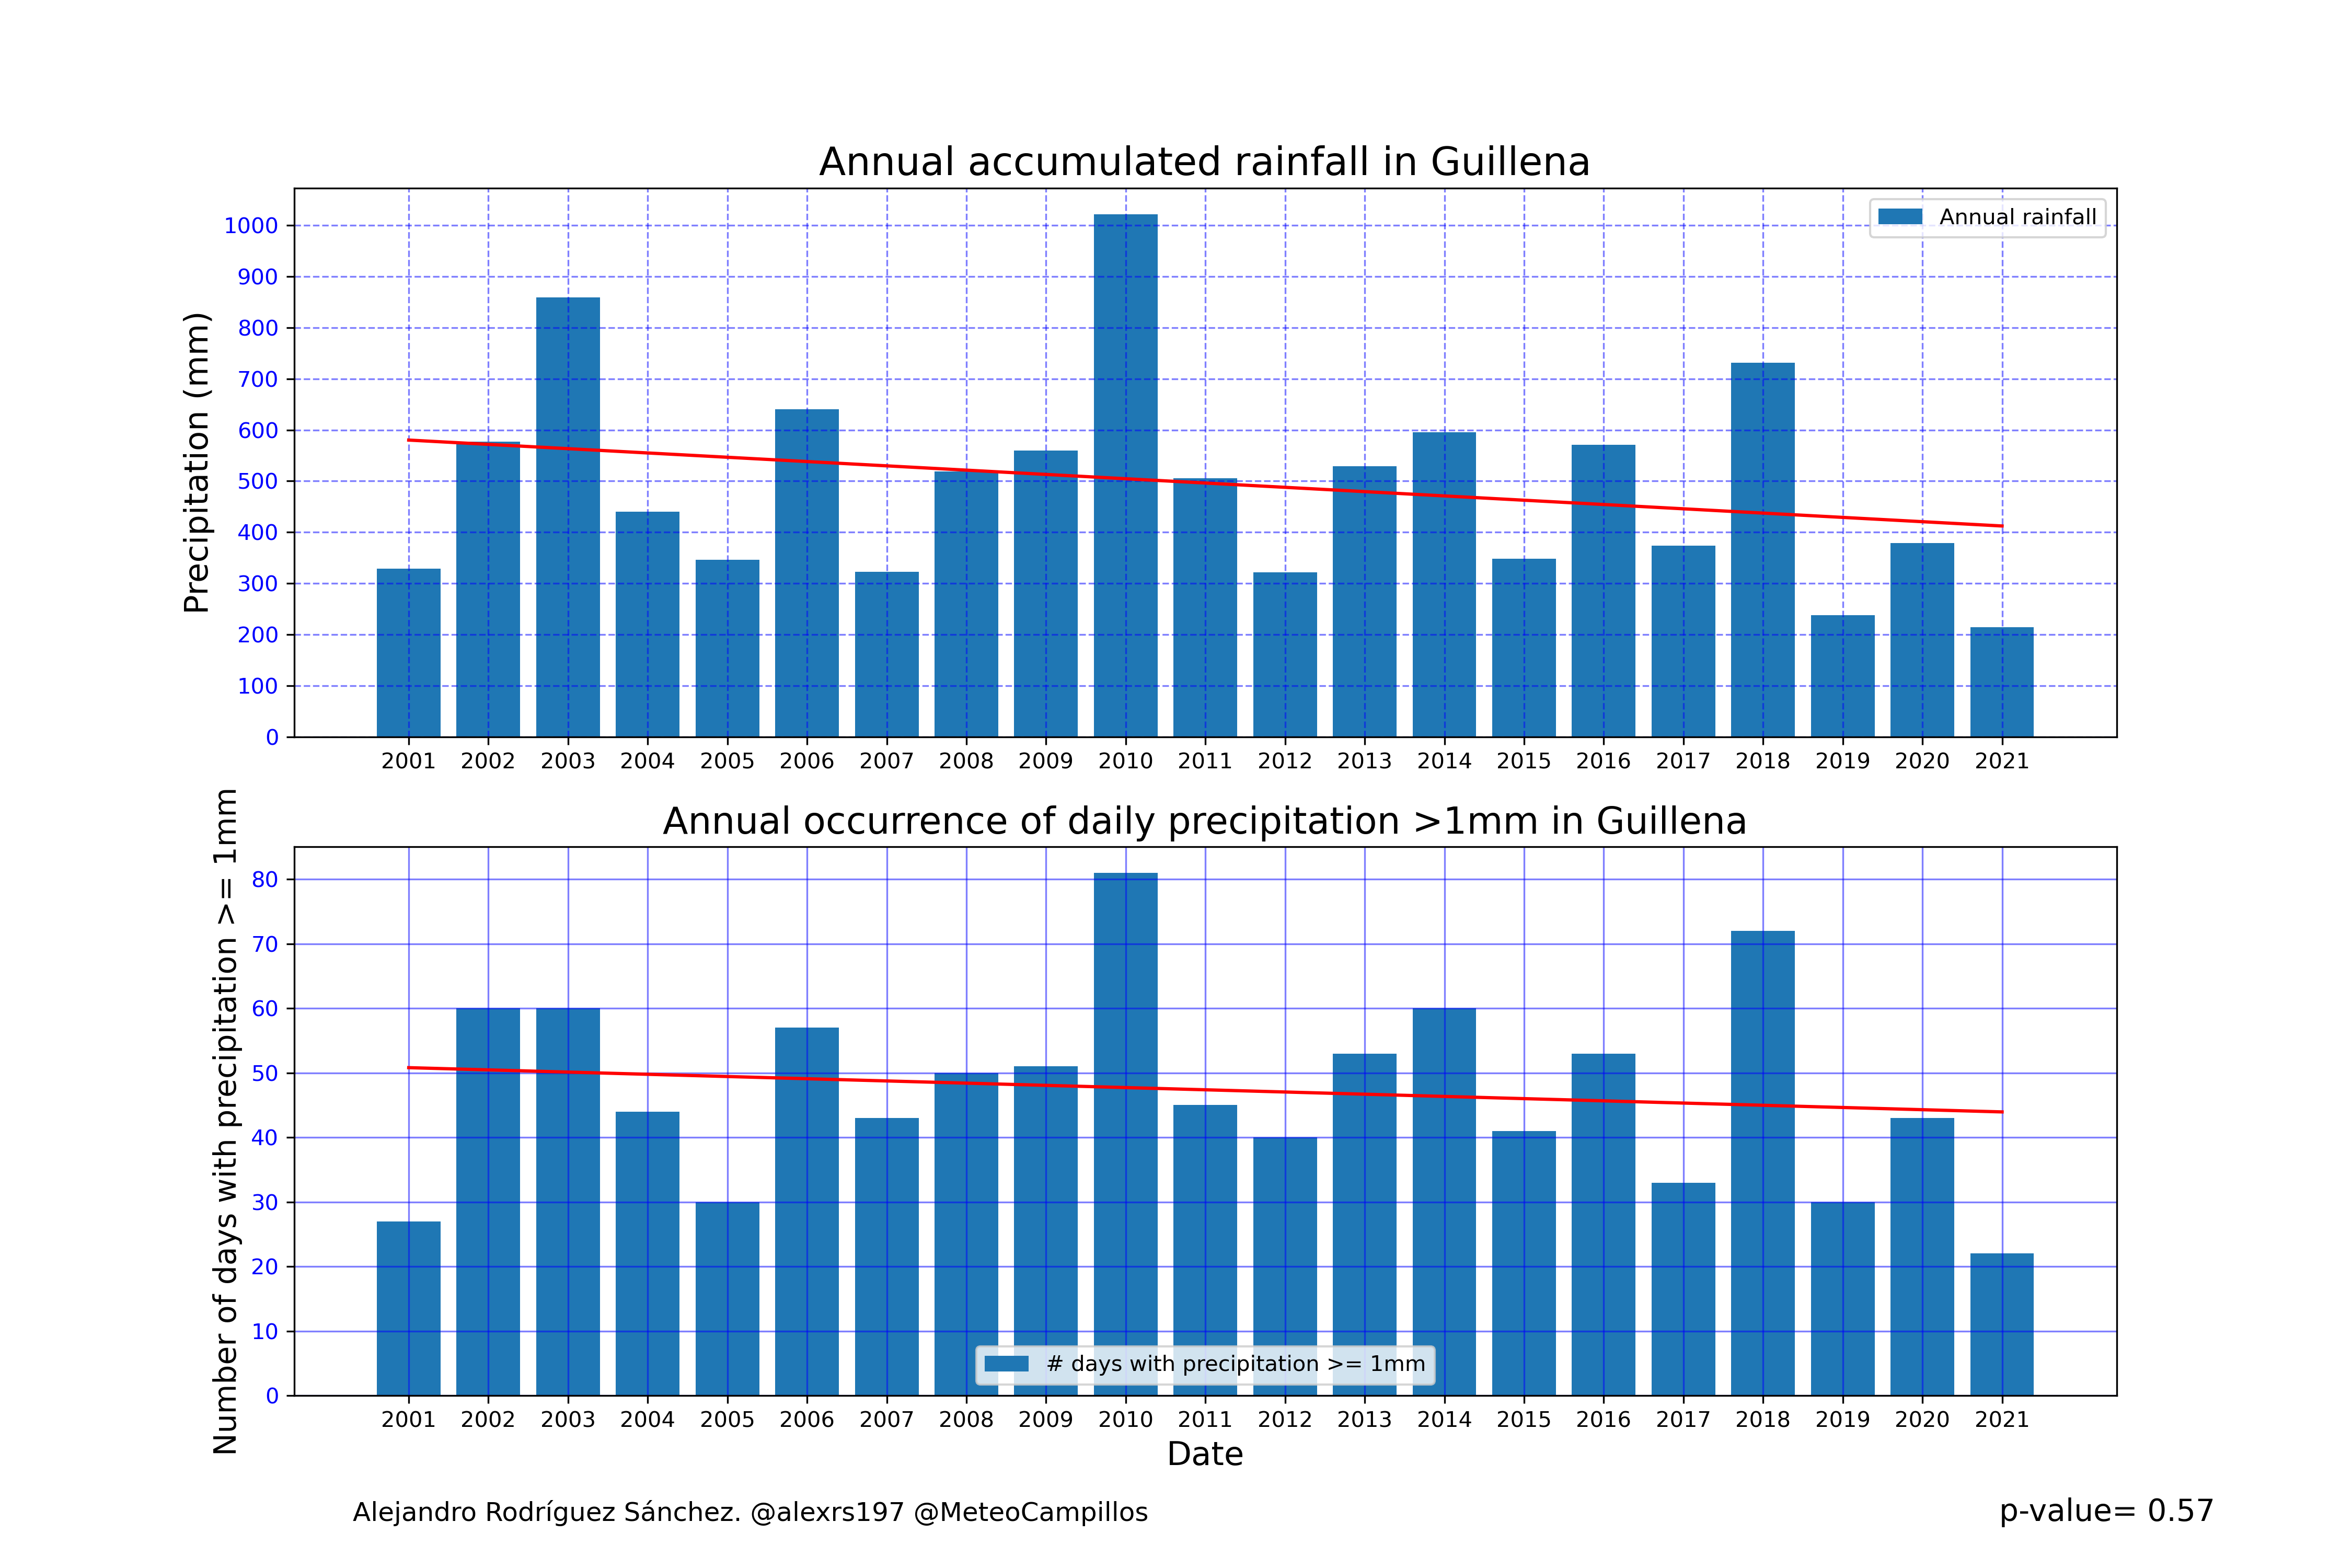 Annual accumulated rainfall in Guillena
Precipitation (mm)
1000
900
800
700
600
500
400
300
200
100
0
Annual rainfall
2001 2002 2003 2004 2005 2006 2007 2008 2009 2010 2011 2012 2013 2014 2015 2016 2017 2018 2019 2020 2021
Annual occurrence of daily precipitation >1mm in Guillena
Number of days with precipitation >= 1mm
80
70
60
50
40
30
20
10
0
# days with precipitation >= 1mm
2001 2002 2003 2004 2005 2006 2007 2008 2009 2010 2011 2012 2013 2014 2015 2016 2017 2018 2019 2020 2021
Date
Alejandro Rodríguez Sánchez. @alexrs197 @MeteoCampillos
p-value= 0.57